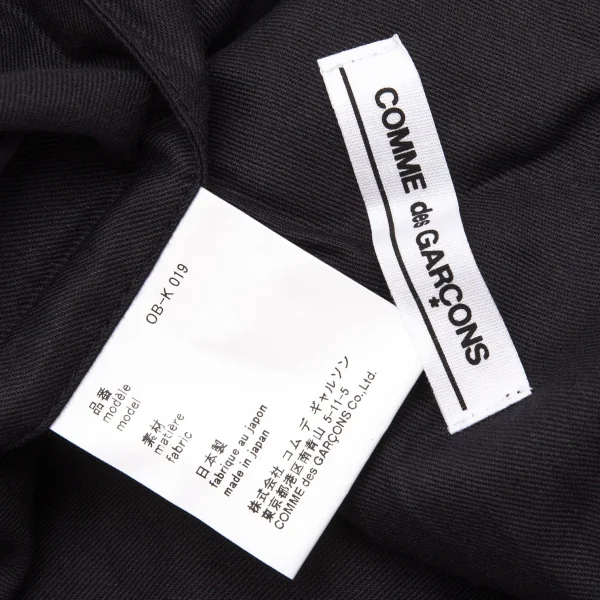 COMME des GARÇONS
OB-K 019
品番
modèle
model
素材
matière
fabric
日本製
fabrique au japon
made in japan
株式会社 コム デ ギャルソン
東京都港区南青山 5-11-5
COMME des GARÇONS Co.,Ltd.